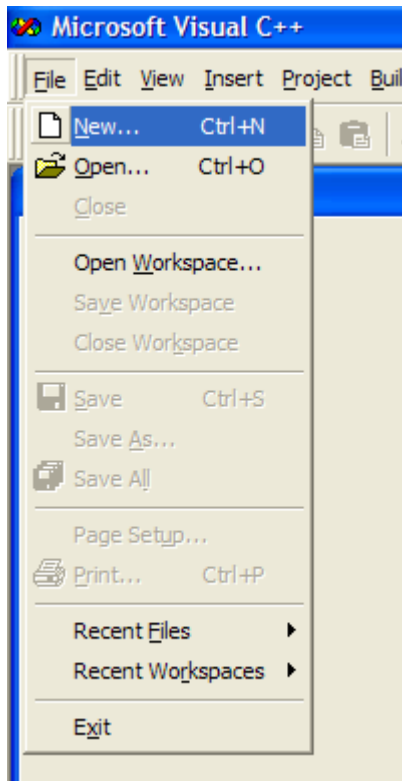 Microsoft Visual C++
File Edit View Insert Project Buil
New... Ctrl+N
Open... Ctrl+O
Close
Open Workspace...
Save Workspace
Close Workspace
Save Ctrl+S
Save As...
Save All
Page Setup...
Print... Ctrl+P
Recent Files
Recent Workspaces
Exit